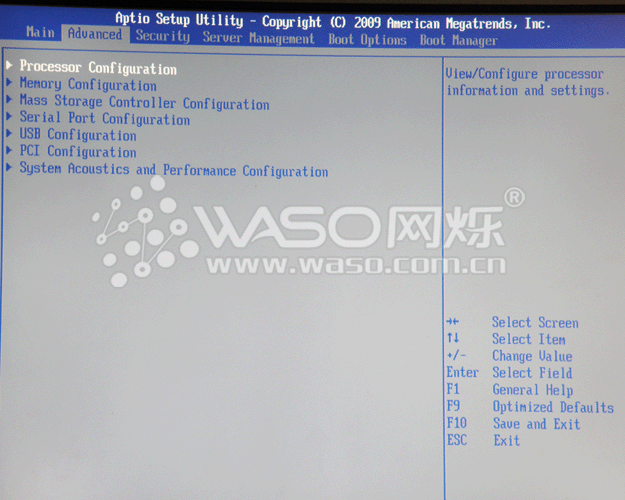 Aptio Setup Utility - Copyright (C) 2009 American Megatrends, Inc.
Main Advanced Security Server Management Boot Options Boot Manager
Processor Configuration
Memory Configuration
Mass Storage Controller Configuration
Serial Port Configuration
USB Configuration
PCI Configuration
System Acoustics and Performance Configuration
View/Configure processor
information and settings.
WASO网烁®
www.waso.com.cn
→← Select Screen
↑↓ Select Item
+/- Change Value
Enter Select Field
F1 General Help
F9 Optimized Defaults
F10 Save and Exit
ESC Exit